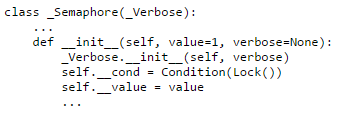 class _Semaphore(_Verbose):
    ...
    def __init__(self, value=1, verbose=None):
        _Verbose.__init__(self, verbose)
        self.__cond = Condition(Lock())
        self.__value = value
        ...